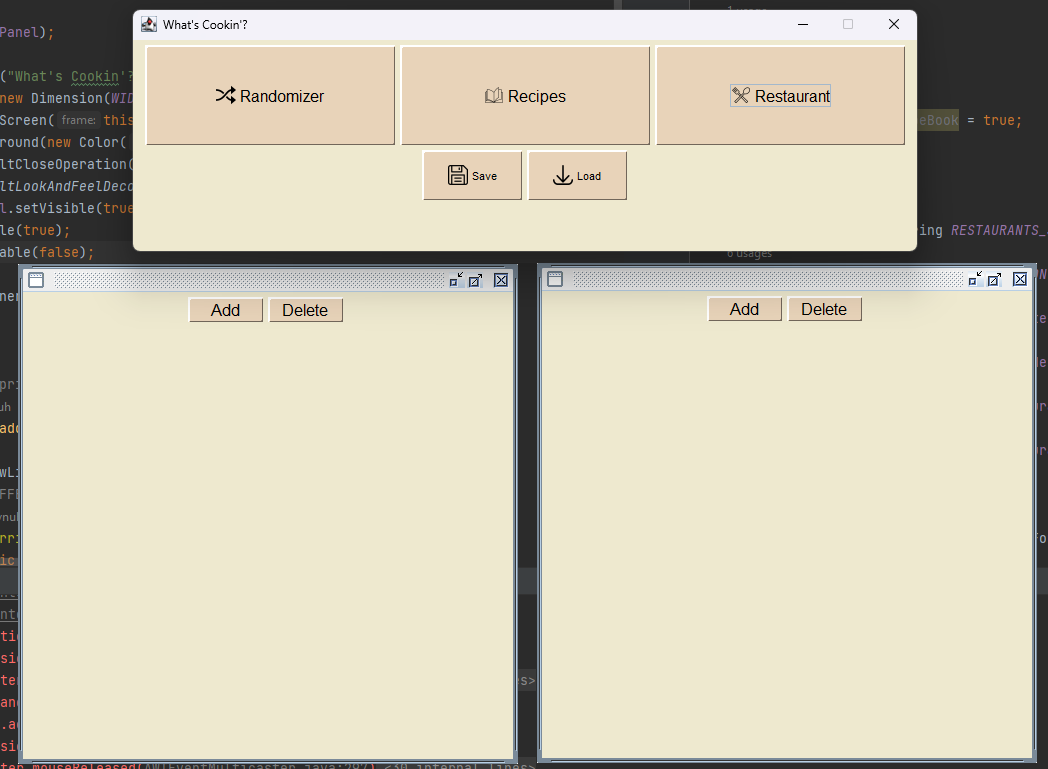 What's Cookin'?
Randomizer
Recipes
Restaurant
Save
Load
Add Delete
Add Delete
Panel);
("What's Cookin'?
new Dimension(WID
Screen( frame: this
round(new Color(
ltCloseOperation(
ltLookAndFeelDeco
l.setVisible(true
le(true);
able(false);
eBook = true;
ing RESTAURANTS_
6 usages
mouseReleased(AWTEventMulticaster.java:297) <30 internal lines>